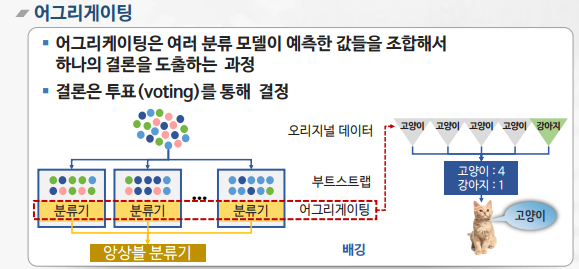 어그리게이팅
어그리케이팅은 여러 분류 모델이 예측한 값들을 조합해서
하나의 결론을 도출하는 과정
결론은 투표(voting)를 통해 결정
오리지널 데이터
부트스트랩
분류기 분류기 ... 분류기
어그리게이팅
앙상블 분류기
배깅
고양이 고양이 고양이 고양이 강아지
고양이 : 4
강아지 : 1
고양이